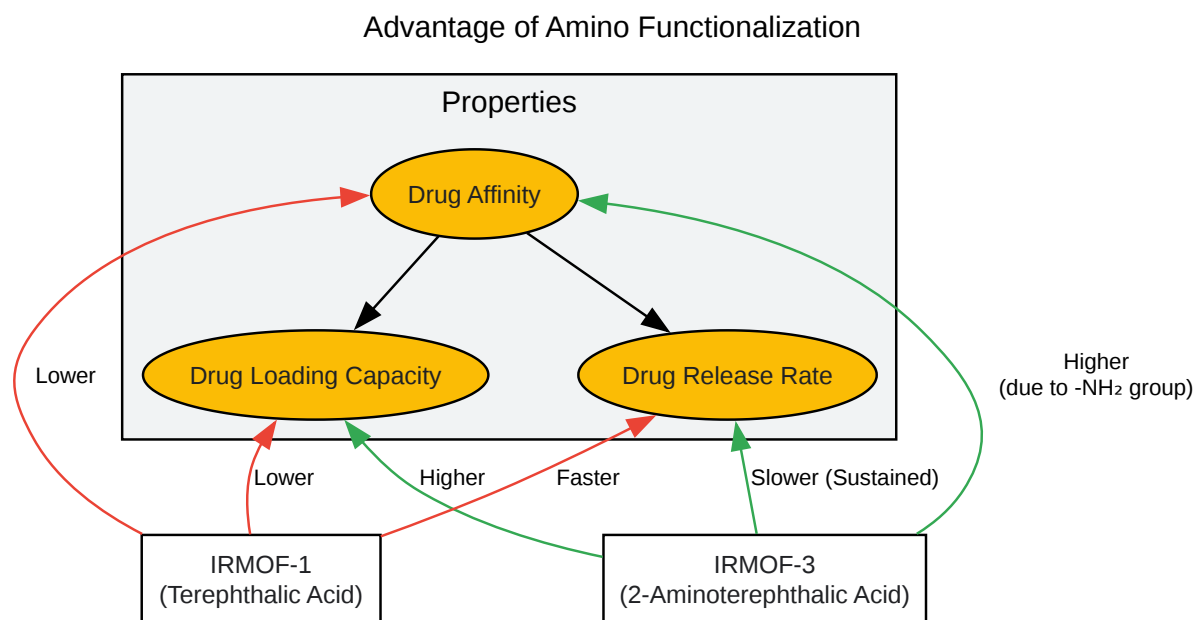 Advantage of Amino Functionalization
Properties
Drug Affinity
Drug Loading Capacity
Drug Release Rate
Lower
Higher
(due to -NH₂ group)
Lower
Higher
Faster
Slower (Sustained)
IRMOF-1
(Terephthalic Acid)
IRMOF-3
(2-Aminoterephthalic Acid)